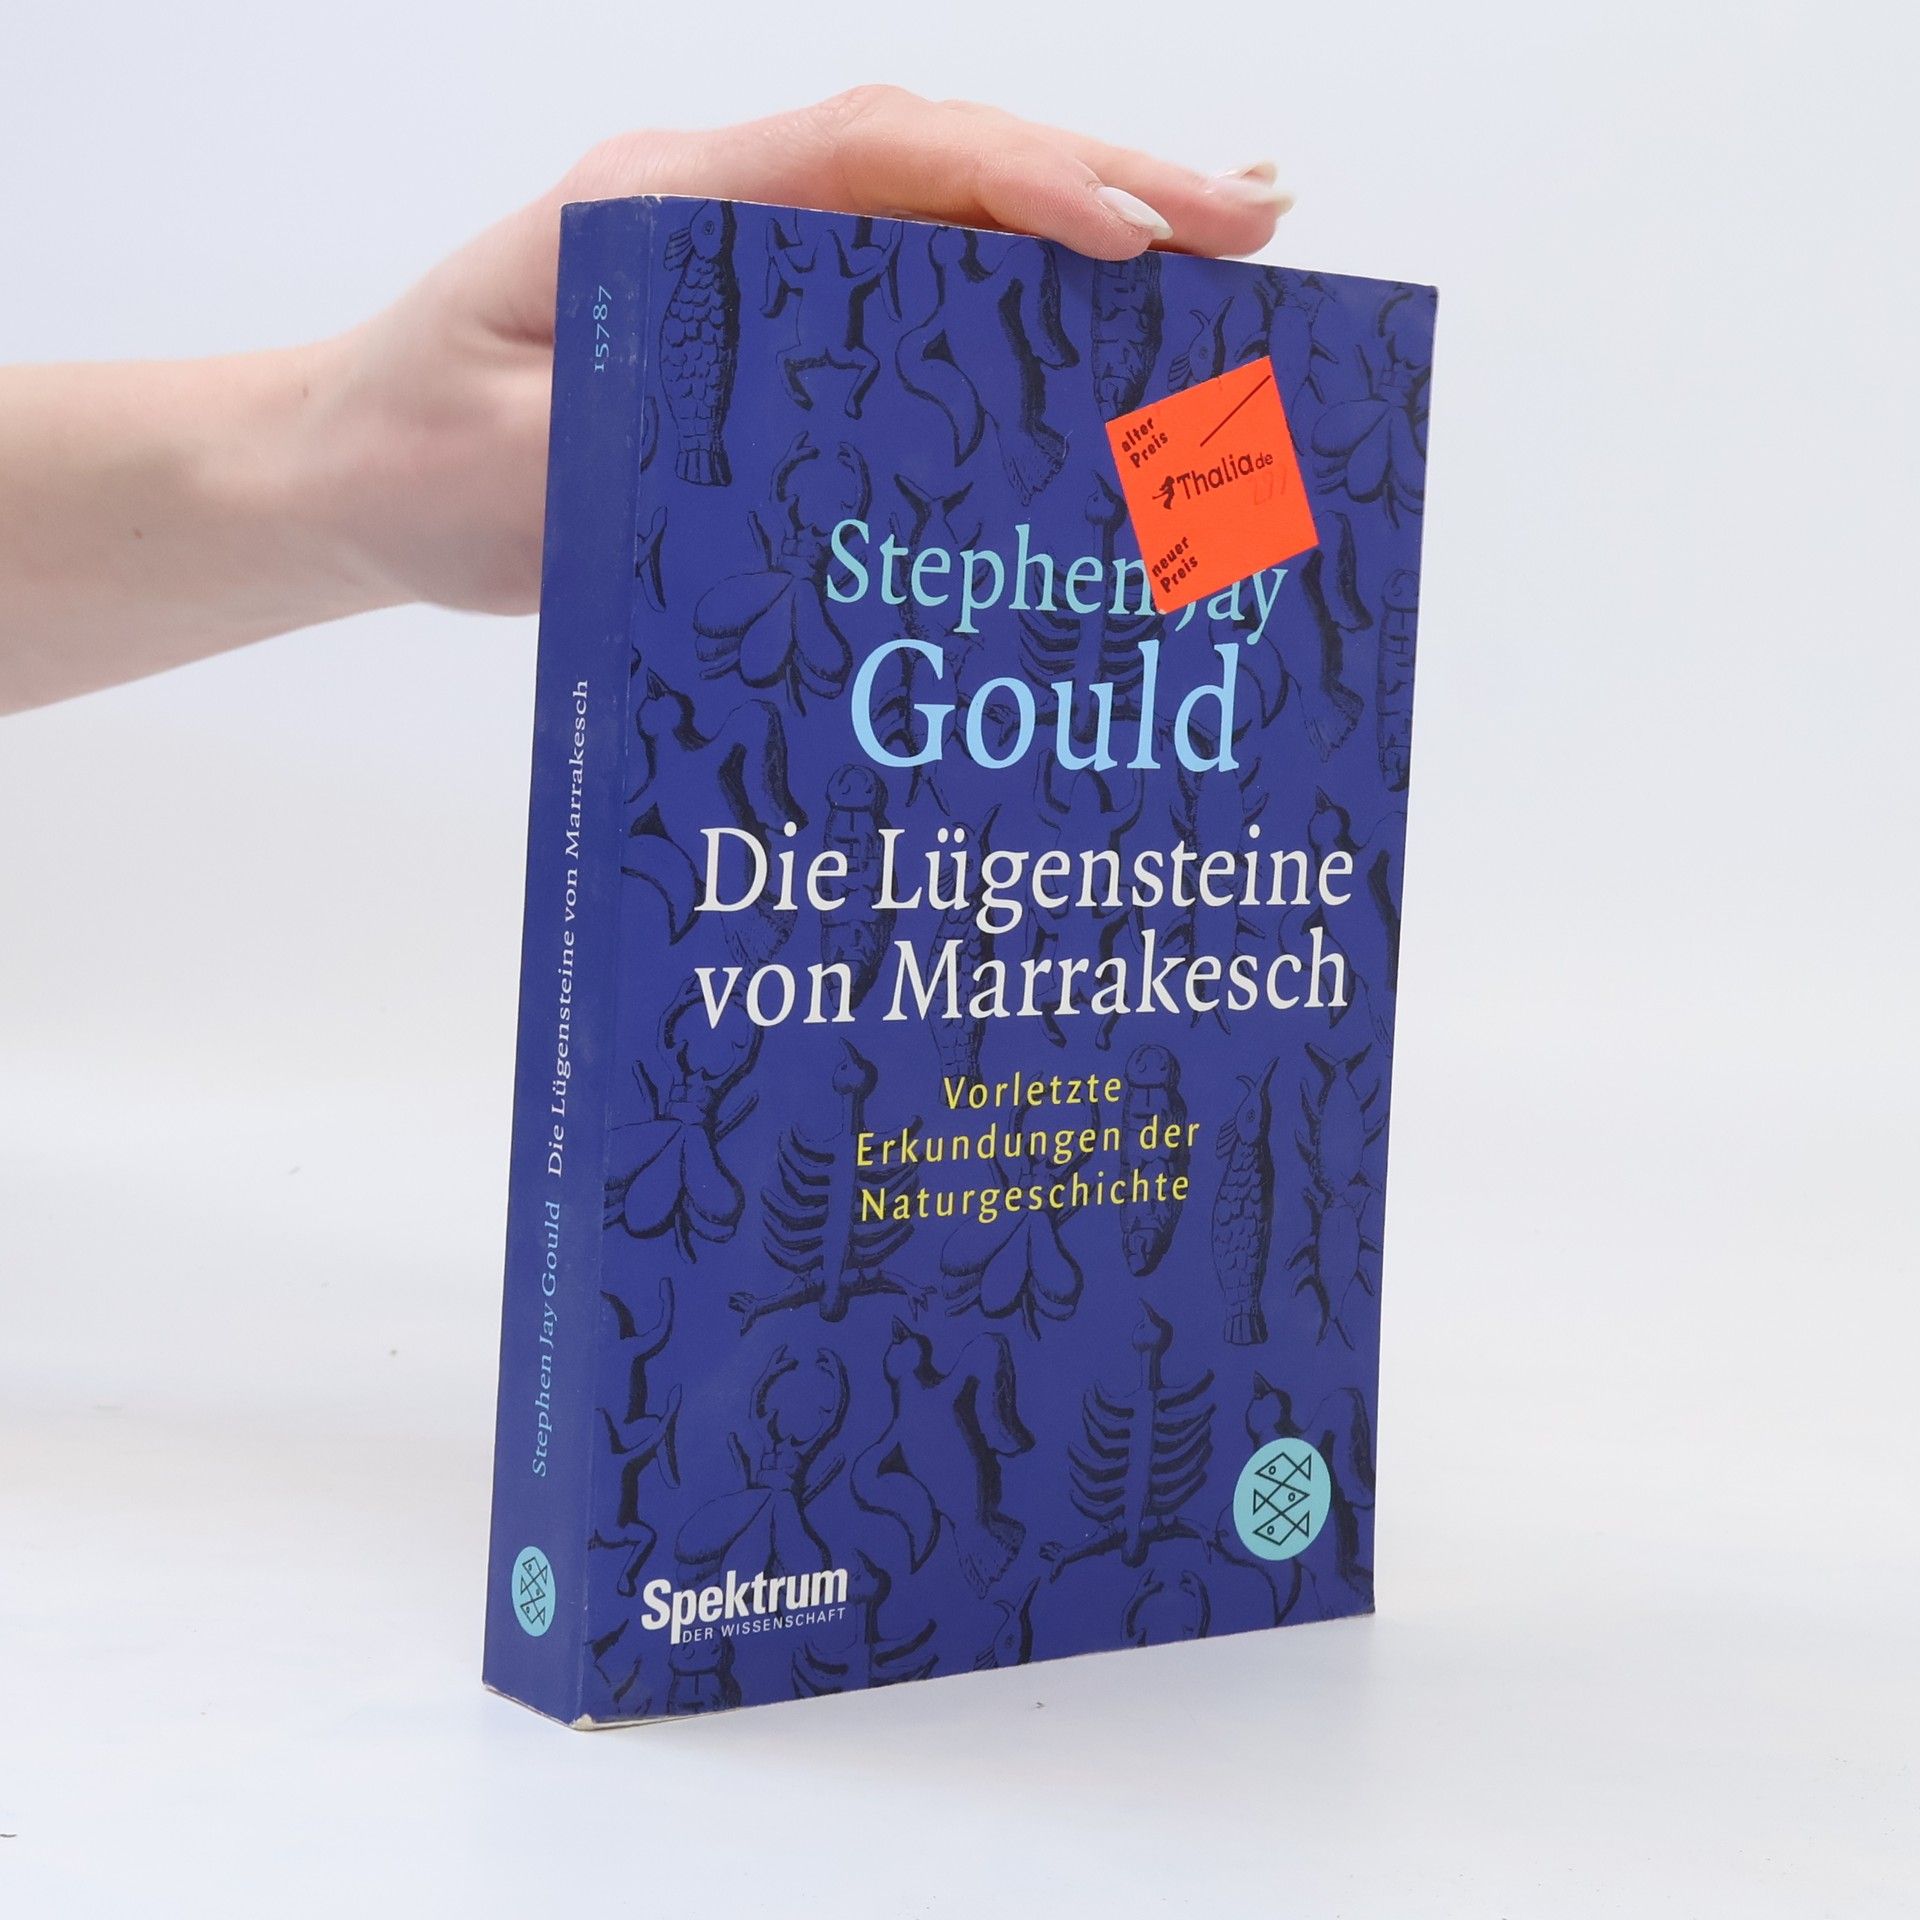 15787
Stephen Jay Gould Die Lügensteine von Marrakesch
alter
Preis
Thalia.de
neuer
Preis
Stephen Jay
Gould
Die Lügensteine
von Marrakesch
Vorletzte
Erkundungen der
Naturgeschichte
Spektrum
DER WISSENSCHAFT